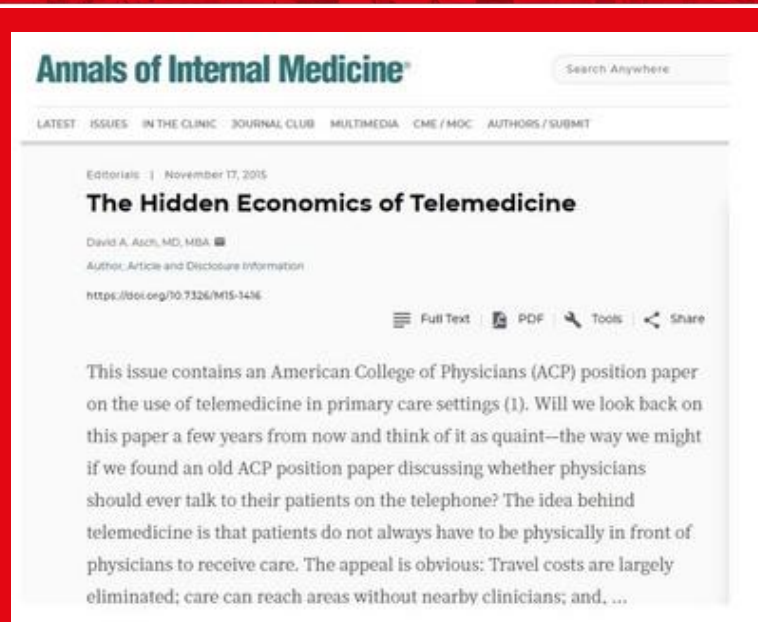 Annals of Internal Medicine®
Search Anywhere
LATEST ISSUES IN THE CLINIC JOURNAL CLUB MULTIMEDIA CME / MOC AUTHORS / SUBMIT
Editorials | November 17, 2015
The Hidden Economics of Telemedicine
David A. Asch, MD, MBA
Author, Article and Disclosure Information
https://doi.org/10.7326/M15-1416
Full Text | PDF | Tools | Share
This issue contains an American College of Physicians (ACP) position paper
on the use of telemedicine in primary care settings (1). Will we look back on
this paper a few years from now and think of it as quaint—the way we might
if we found an old ACP position paper discussing whether physicians
should ever talk to their patients on the telephone? The idea behind
telemedicine is that patients do not always have to be physically in front of
physicians to receive care. The appeal is obvious: Travel costs are largely
eliminated; care can reach areas without nearby clinicians; and, ...